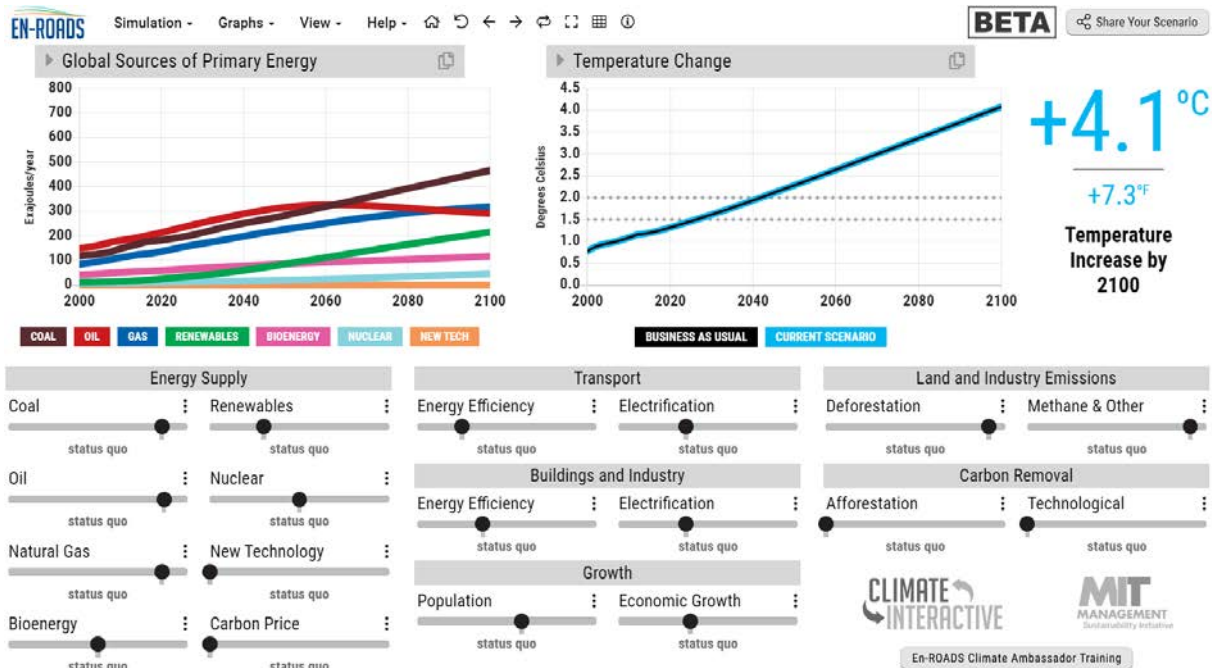 EN-ROADS
Simulation - Graphs - View - Help -
BETA
Share Your Scenario
Global Sources of Primary Energy
800
700
600
500
400
300
200
100
0
Exajoules/year
2000 2020 2040 2060 2080 2100
COAL OIL GAS RENEWABLES BIOENERGY NUCLEAR NEW TECH
Temperature Change
4.5
4.0
3.5
3.0
2.5
2.0
1.5
1.0
0.5
0.0
Degrees Celsius
2000 2020 2040 2060 2080 2100
BUSINESS AS USUAL CURRENT SCENARIO
+4.1 °C
+7.3°F
Temperature
Increase by
2100
Energy Supply
Coal
status quo
Renewables
status quo
Oil
status quo
Nuclear
status quo
Natural Gas
status quo
New Technology
status quo
Bioenergy
status quo
Carbon Price
status quo
Transport
Energy Efficiency
status quo
Electrification
status quo
Buildings and Industry
Energy Efficiency
status quo
Electrification
status quo
Growth
Population
status quo
Economic Growth
status quo
Land and Industry Emissions
Deforestation
status quo
Methane & Other
status quo
Carbon Removal
Afforestation
status quo
Technological
status quo
CLIMATE
INTERACTIVE
MIT
MANAGEMENT
Sustainability Initiative
En-ROADS Climate Ambassador Training